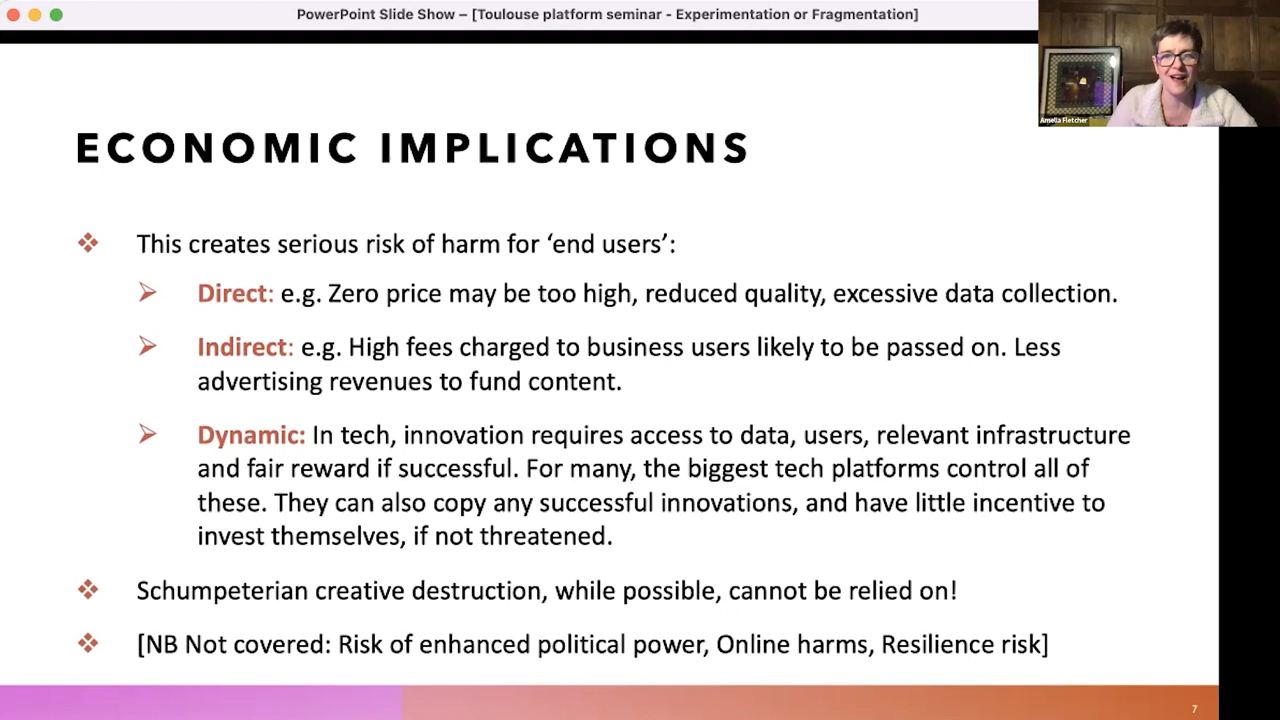 PowerPoint Slide Show – [Toulouse platform seminar - Experimentation or Fragmentation]
Amelia Fletcher
ECONOMIC IMPLICATIONS
This creates serious risk of harm for ‘end users’:
Direct: e.g. Zero price may be too high, reduced quality, excessive data collection.
Indirect: e.g. High fees charged to business users likely to be passed on. Less
advertising revenues to fund content.
Dynamic: In tech, innovation requires access to data, users, relevant infrastructure
and fair reward if successful. For many, the biggest tech platforms control all of
these. They can also copy any successful innovations, and have little incentive to
invest themselves, if not threatened.
Schumpeterian creative destruction, while possible, cannot be relied on!
[NB Not covered: Risk of enhanced political power, Online harms, Resilience risk]
7